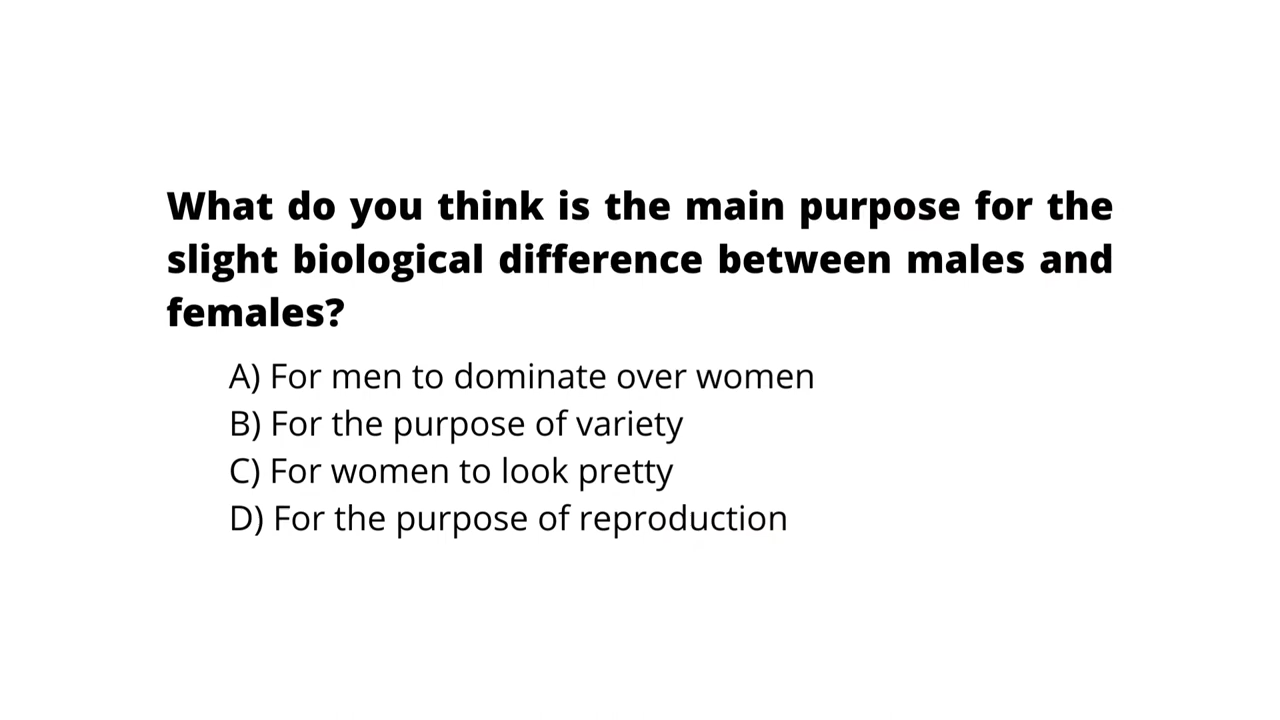 What do you think is the main purpose for the
slight biological difference between males and
females?
A) For men to dominate over women
B) For the purpose of variety
C) For women to look pretty
D) For the purpose of reproduction